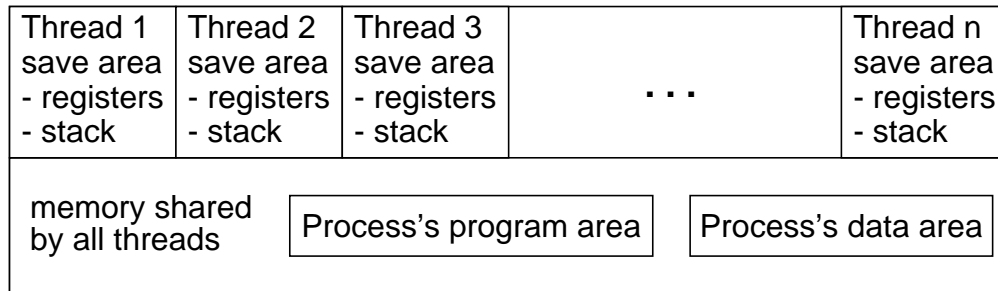 Thread 1
save area
- registers
- stack
Thread 2
save area
- registers
- stack
Thread 3
save area
- registers
- stack
. . .
Thread n
save area
- registers
- stack
memory shared
by all threads
Process’s program area
Process’s data area